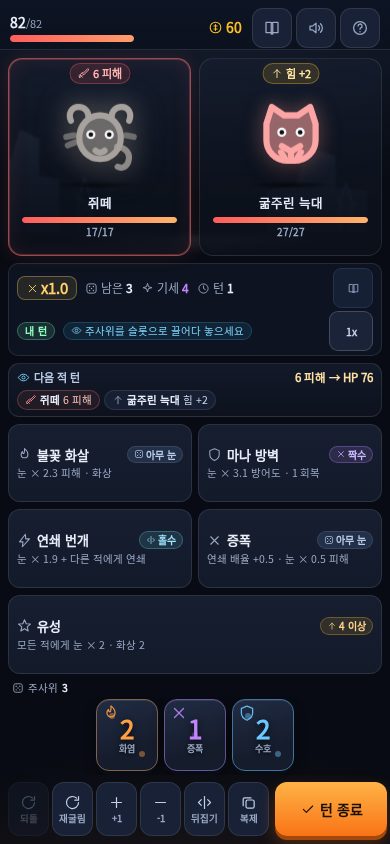 82/82
60
6 피해
힘 +2
쥐떼
굶주린 늑대
17/17
27/27
x1.0
남은 3
기세 4
턴 1
내 턴
주사위를 슬롯으로 끌어다 놓으세요
1x
다음 적 턴
6 피해 → HP 76
쥐떼 6 피해
굶주린 늑대 힘 +2
불꽃 화살
아무 눈
눈 × 2.3 피해 · 화상
마나 방벽
짝수
눈 × 3.1 방어도 · 1 회복
연쇄 번개
홀수
눈 × 1.9 + 다른 적에게 연쇄
증폭
아무 눈
연쇄 배율 +0.5 · 눈 × 0.5 피해
유성
4 이상
모든 적에게 눈 × 2 · 화상 2
주사위 3
2
화염
1
증폭
2
수호
되돌
재굴림
+1
-1
뒤집기
복제
턴 종료